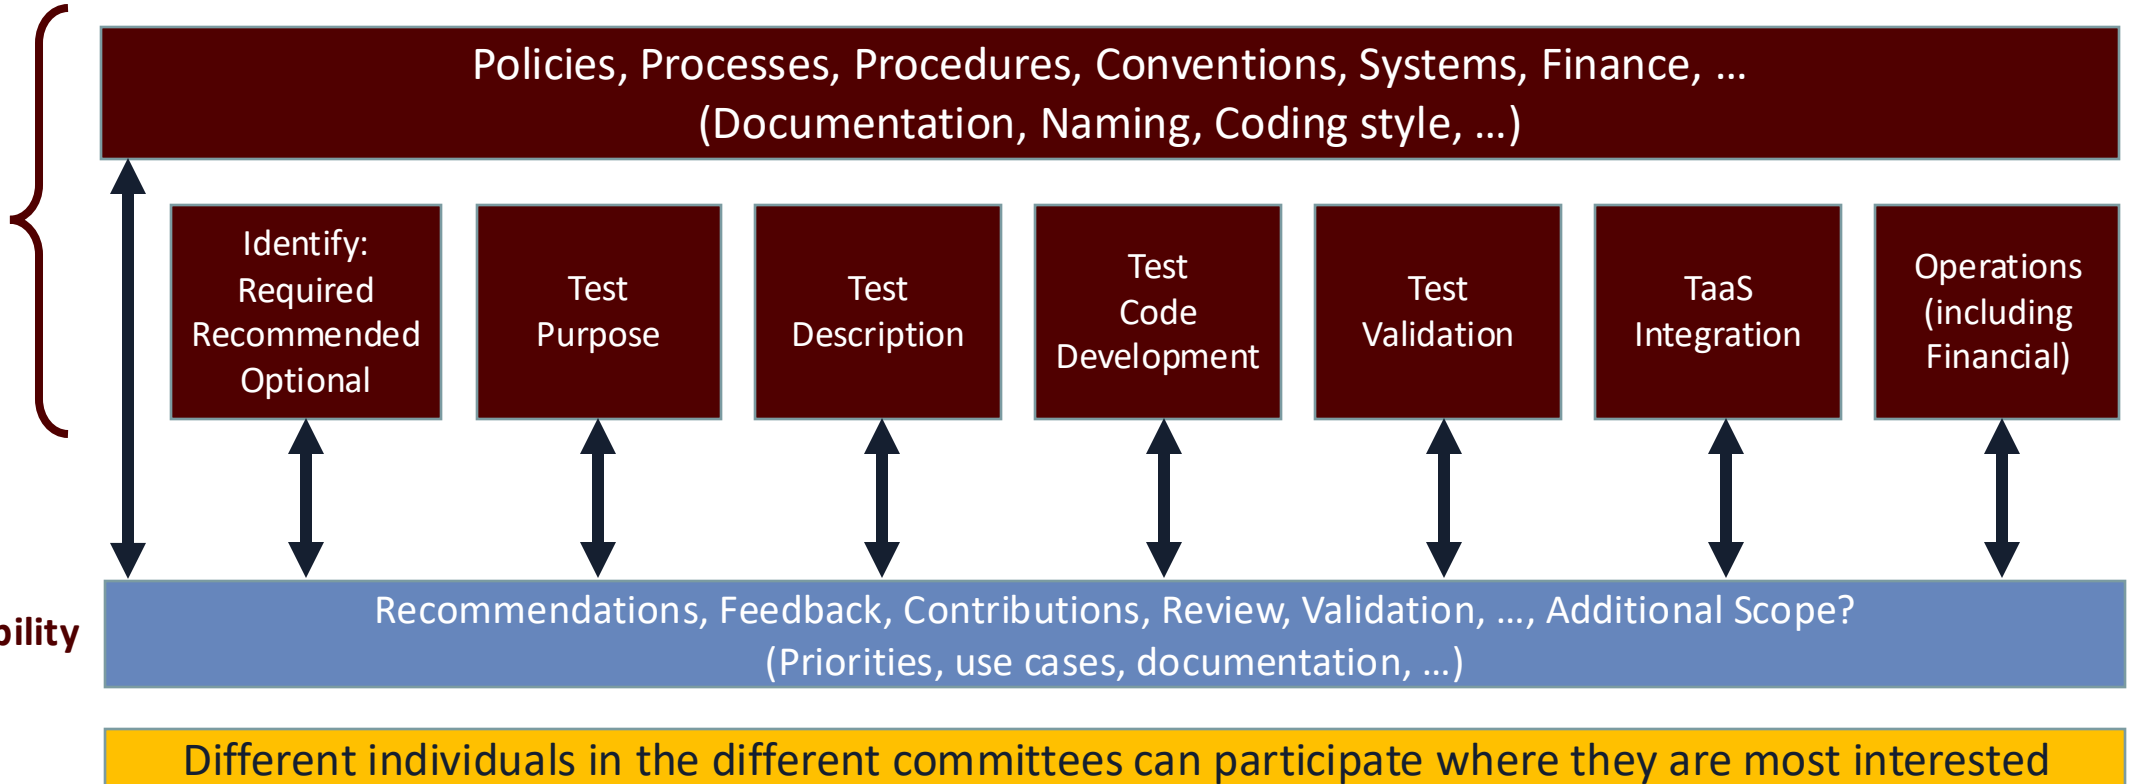 Policies, Processes, Procedures, Conventions, Systems, Finance, …
(Documentation, Naming, Coding style, …)
Identify:
Required
Recommended
Optional
Test
Purpose
Test
Description
Test
Code
Development
Test
Validation
TaaS
Integration
Operations
(including
Financial)
Recommendations, Feedback, Contributions, Review, Validation, …, Additional Scope?
(Priorities, use cases, documentation, …)
Different individuals in the different committees can participate where they are most interested